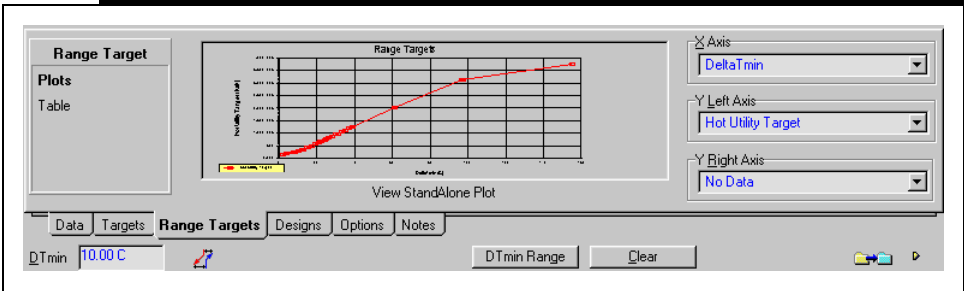 Range Target
Plots
Table
Range Targets
View StandAlone Plot
X Axis
DeltaTmin
Y Left Axis
Hot Utility Target
Y Right Axis
No Data
Data
Targets
Range Targets
Designs
Options
Notes
DTmin
10.00 C
DTmin Range
Clear